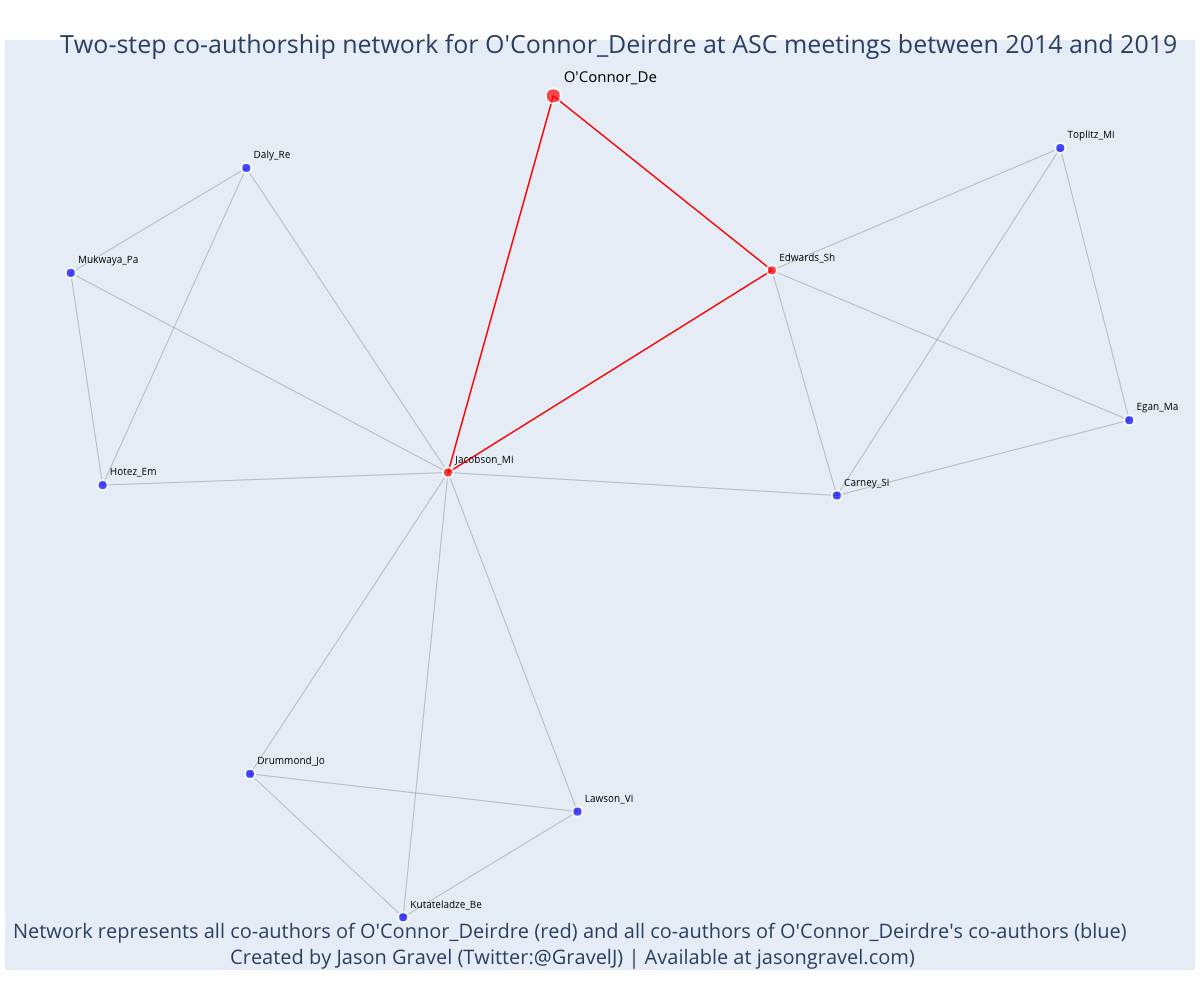 Two-step co-authorship network for O'Connor_Deirdre at ASC meetings between 2014 and 2019
O'Connor_De
Toplitz_Mi
Daly_Re
Mukwaya_Pa
Edwards_Sh
Egan_Ma
Jacobson_Mi
Hotez_Em
Carney_Si
Drummond_Jo
Lawson_Vi
Kutateladze_Be
Network represents all co-authors of O'Connor_Deirdre (red) and all co-authors of O'Connor_Deirdre's co-authors (blue)
Created by Jason Gravel (Twitter:@GravelJ) | Available at jasongravel.com)